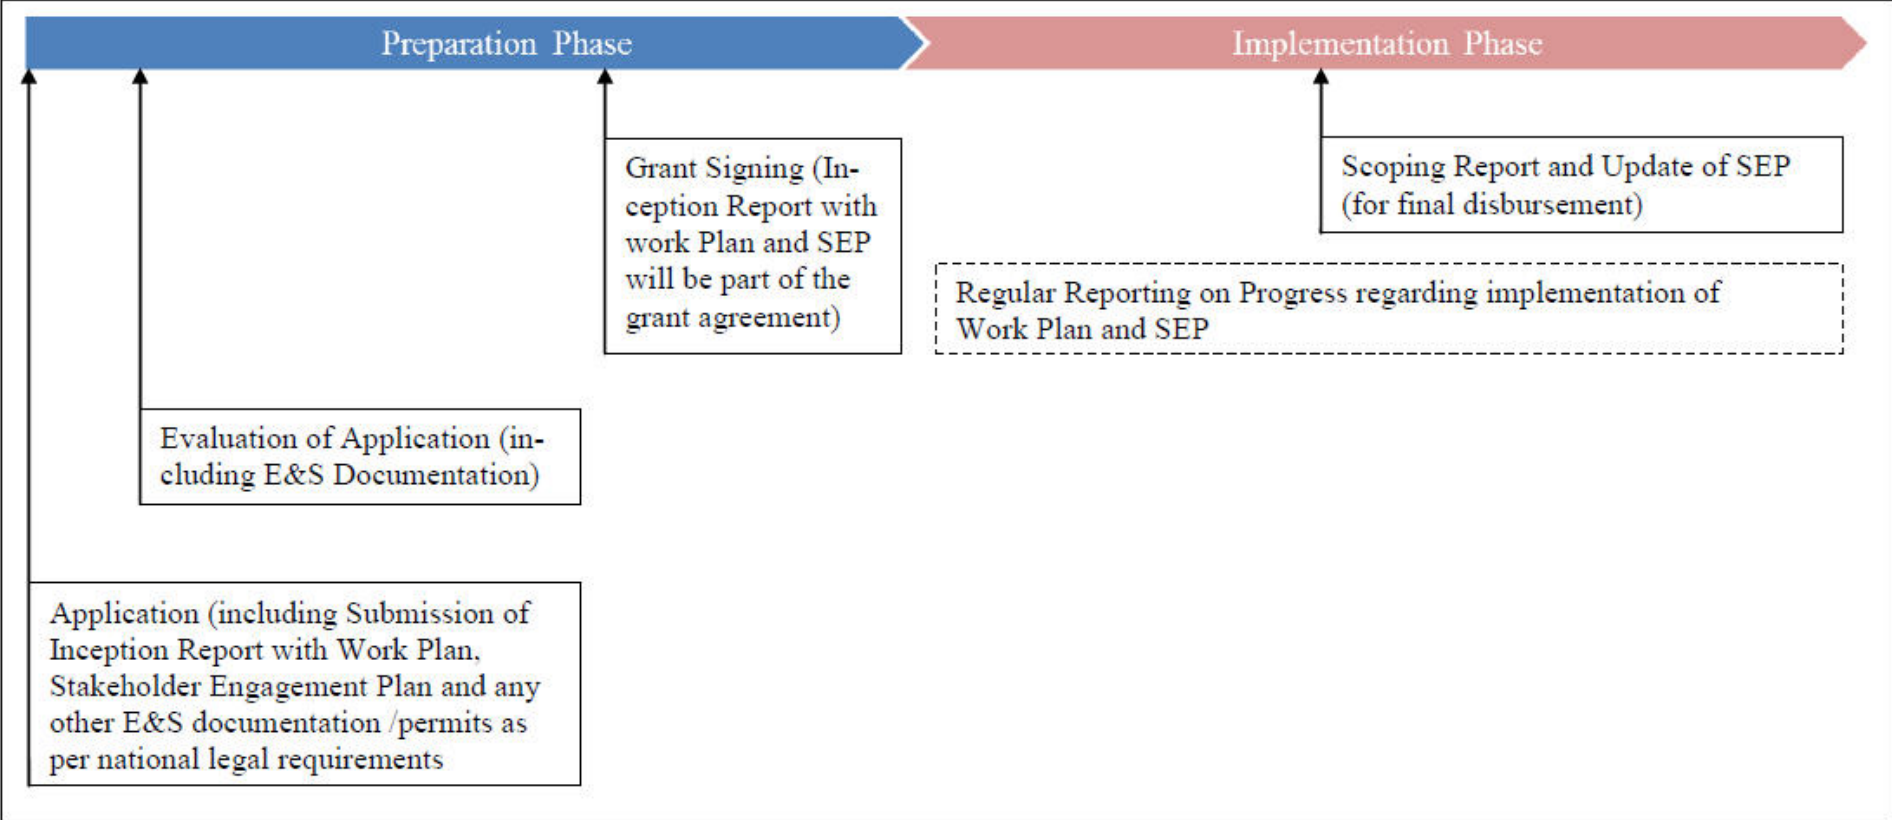 Preparation Phase
Implementation Phase
Grant Signing (In-
ception Report with
work Plan and SEP
will be part of the
grant agreement)
Scoping Report and Update of SEP
(for final disbursement)
Regular Reporting on Progress regarding implementation of
Work Plan and SEP
Evaluation of Application (in-
cluding E&S Documentation)
Application (including Submission of
Inception Report with Work Plan,
Stakeholder Engagement Plan and any
other E&S documentation /permits as
per national legal requirements